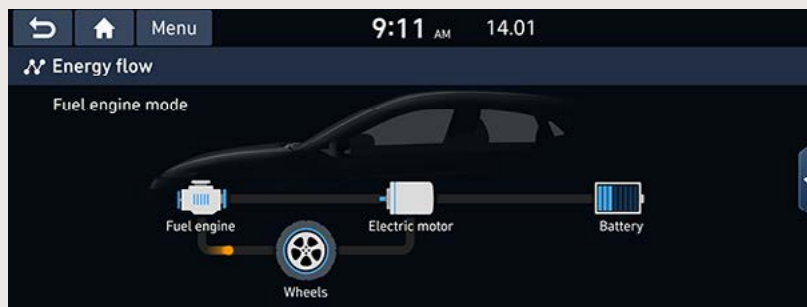 Menu
9:11 AM 14.01
Energy flow
Fuel engine mode
Fuel engine
Electric motor
Battery
Wheels